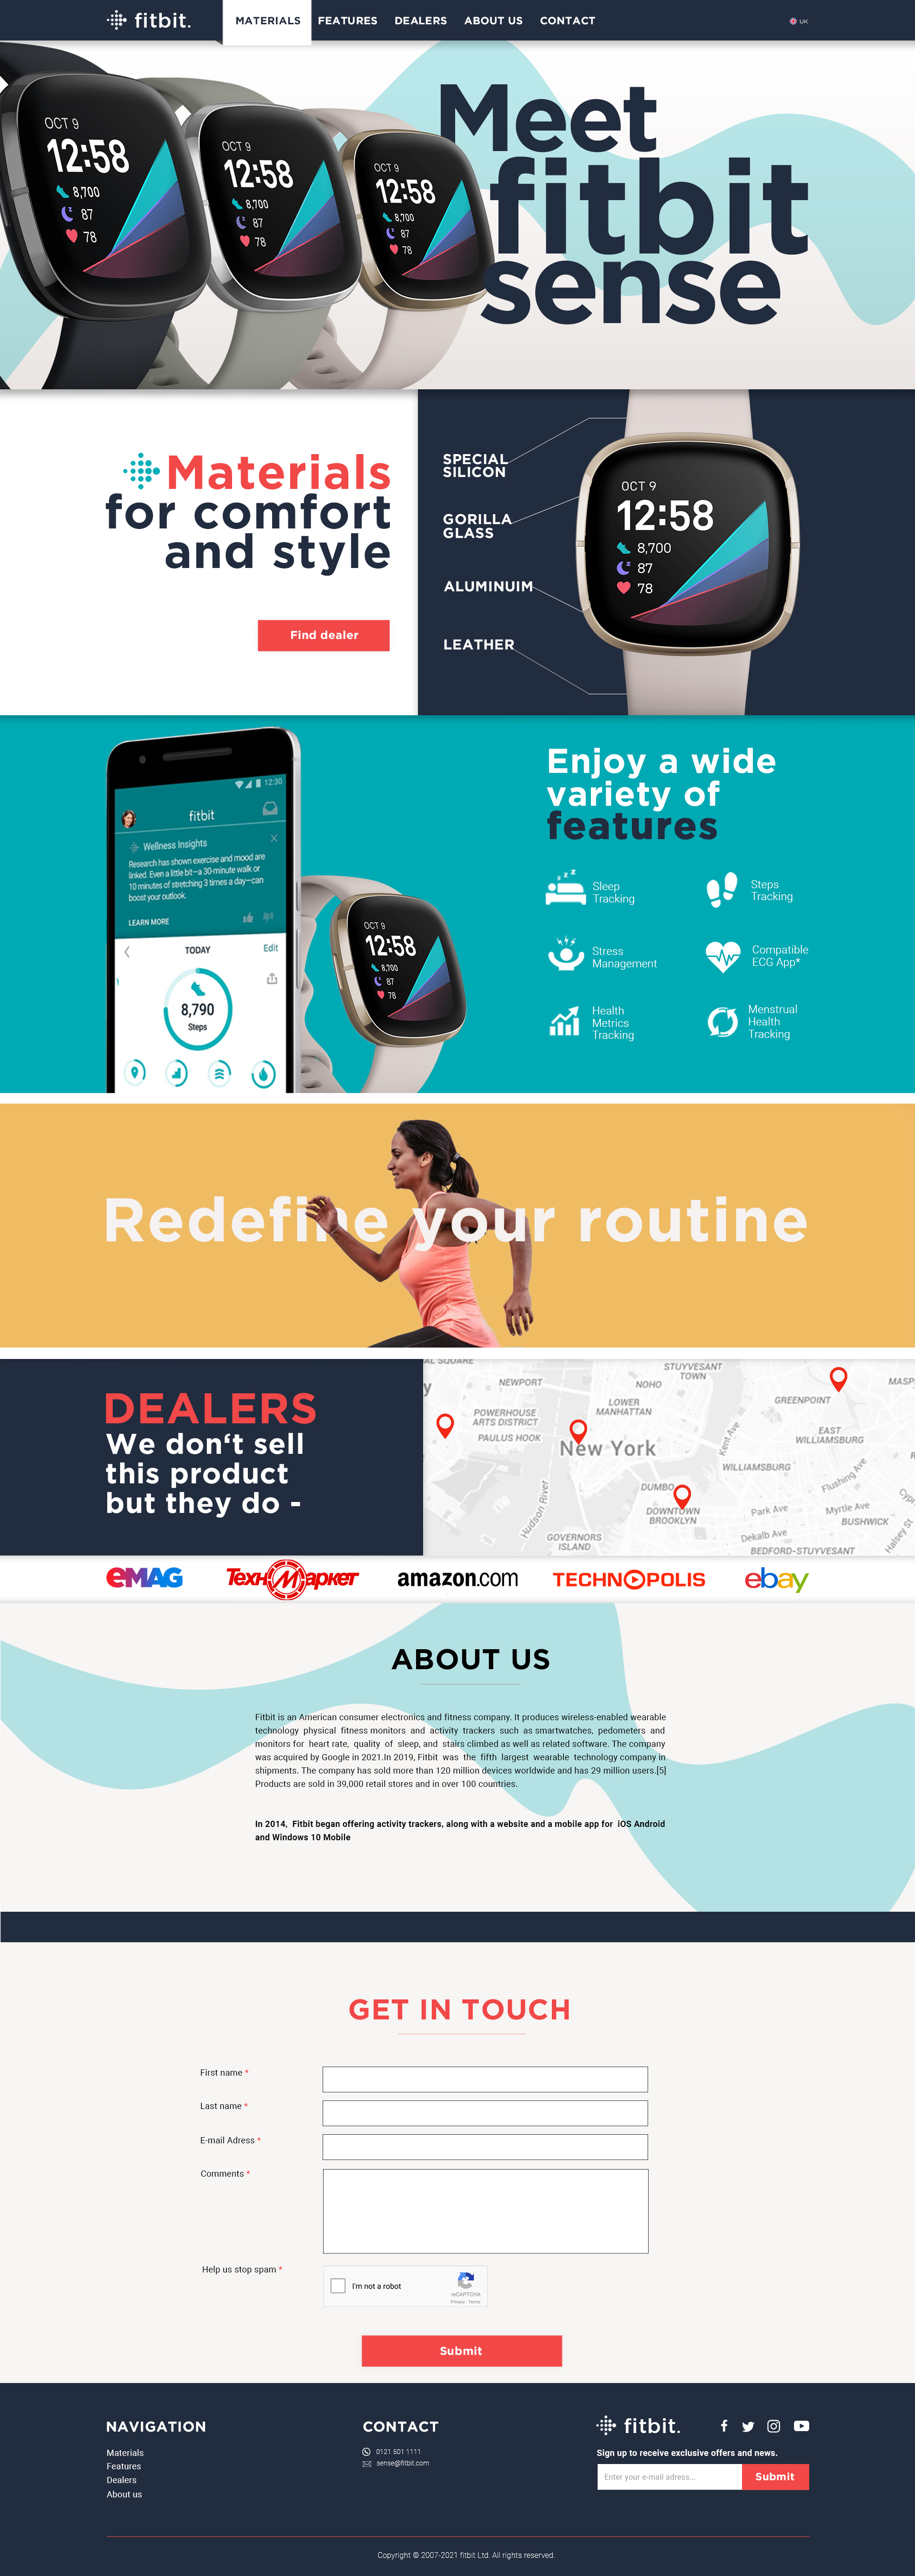 fitbit.
MATERIALS FEATURES DEALERS ABOUT US CONTACT
UK
OCT 9
12:58
8,700
87
78
OCT 9
12:58
8,700
87
78
OCT 9
12:58
8,700
87
78
Meet
fitbit
sense
Materials
for comfort
and style
Find dealer
SPECIAL
SILICON
GORILLA
GLASS
ALUMINUIM
LEATHER
OCT 9
12:58
8,700
87
78
12:30
fitbit
Wellness Insights
Research has shown exercise and mood are
linked. Even a little bit—a 30-minute walk or
10 minutes of stretching 3 times a day—can
boost your outlook.
LEARN MORE
TODAY
Edit
8,790
Steps
OCT 9
12:58
8,700
87
78
Enjoy a wide
variety of
features
Sleep
Tracking
Steps
Tracking
Stress
Management
Compatible
ECG App*
Health
Metrics
Tracking
Menstrual
Health
Tracking
Redefine your routine
DEALERS
We don't sell
this product
but they do -
AL SQUARE
y
NEWPORT
STUYVESANT
TOWN
NOHO
GREENPOINT
MASP
LOWER
MANHATTAN
POWERHOUSE
ARTS DISTRICT
PAULUS HOOK
New York
Kent Ave
EAST
WILLIAMSBURG
WILLIAMSBURG
Flushing Ave
Hudson River
DUMBO
DOWNTOWN
BROOKLYN
Park Ave
Myrtle Ave
BUSHWICK
Cyp
Halsey St
GOVERNORS
ISLAND
Dekalb Ave
BEDFORD-STUYVESANT
eMAG
ТехноМаркет
amazon.com
TECHNOPOLIS
ebay
ABOUT US
Fitbit is an American consumer electronics and fitness company. It produces wireless-enabled wearable
technology physical fitness monitors and activity trackers such as smartwatches, pedometers and
monitors for heart rate, quality of sleep, and stairs climbed as well as related software. The company
was acquired by Google in 2021.In 2019, Fitbit was the fifth largest wearable technology company in
shipments. The company has sold more than 120 million devices worldwide and has 29 million users.[5]
Products are sold in 39,000 retail stores and in over 100 countries.
In 2014, Fitbit began offering activity trackers, along with a website and a mobile app for iOS Android
and Windows 10 Mobile
GET IN TOUCH
First name *
Last name *
E-mail Adress *
Comments *
Help us stop spam *
I'm not a robot
reCAPTCHA
Privacy - Terms
Submit
NAVIGATION
Materials
Features
Dealers
About us
CONTACT
0121 501 1111
sense@fitbit.com
fitbit.
Sign up to receive exclusive offers and news.
Enter your e-mail adress...
Submit
Copyright © 2007-2021 fitbit Ltd. All rights reserved.